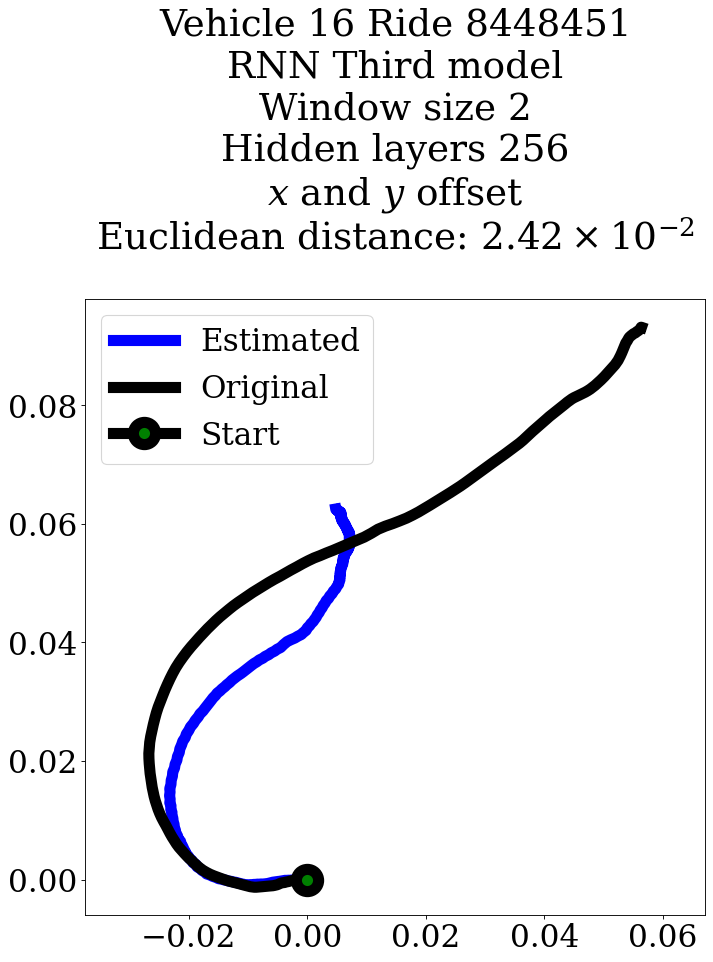 Vehicle 16 Ride 8448451
RNN Third model
Window size 2
Hidden layers 256
x and y offset
Euclidean distance: 2.42 × 10⁻²
Estimated
Original
Start
0.08
0.06
0.04
0.02
0.00
−0.02 0.00 0.02 0.04 0.06